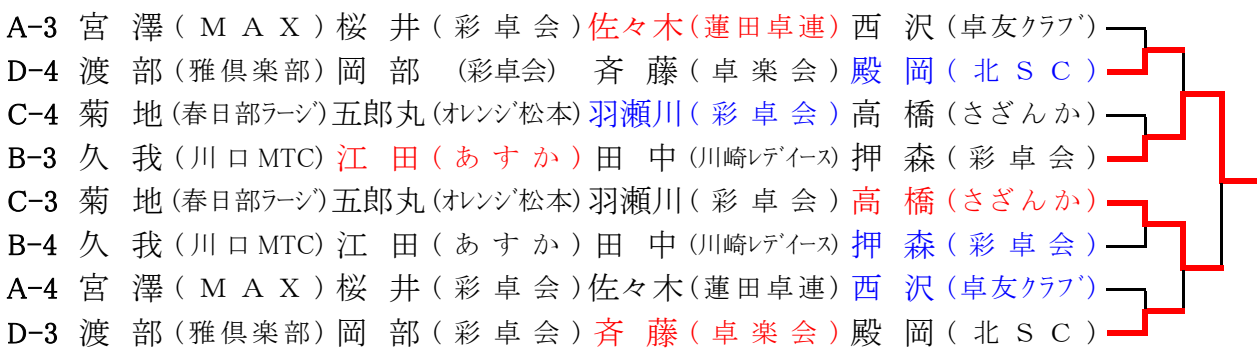 A-3 宮澤(MAX)桜井(彩卓会)佐々木(蓮田卓連)西沢(卓友クラブ)
D-4 渡部(雅倶楽部)岡部(彩卓会)斉藤(卓楽会)殿岡(北SC)
C-4 菊地(春日部ラージ)五郎丸(オレンジ松本)羽瀬川(彩卓会)高橋(さざんか)
B-3 久我(川口MTC)江田(あすか)田中(川崎レディース)押森(彩卓会)
C-3 菊地(春日部ラージ)五郎丸(オレンジ松本)羽瀬川(彩卓会)高橋(さざんか)
B-4 久我(川口MTC)江田(あすか)田中(川崎レディース)押森(彩卓会)
A-4 宮澤(MAX)桜井(彩卓会)佐々木(蓮田卓連)西沢(卓友クラブ)
D-3 渡部(雅倶楽部)岡部(彩卓会)斉藤(卓楽会)殿岡(北SC)